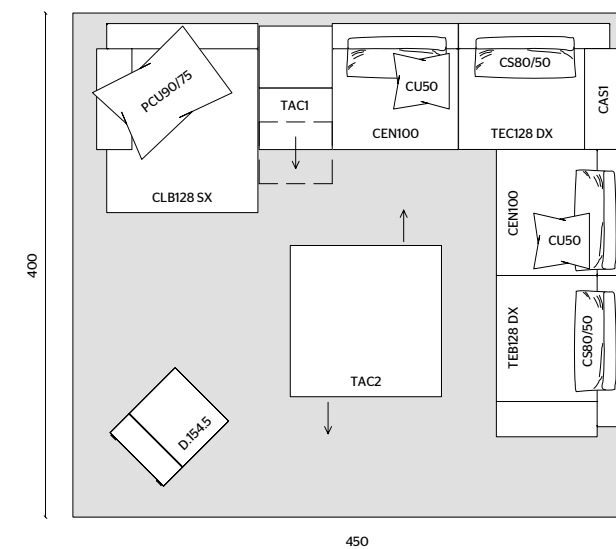 PCU90/75
CS80/50
CU50
TAC1
CAS1
CEN100
TEC128 DX
CLB128 SX
CEN100
CU50
400
TEB128 DX
CS80/50
TAC2
D.154.5
450